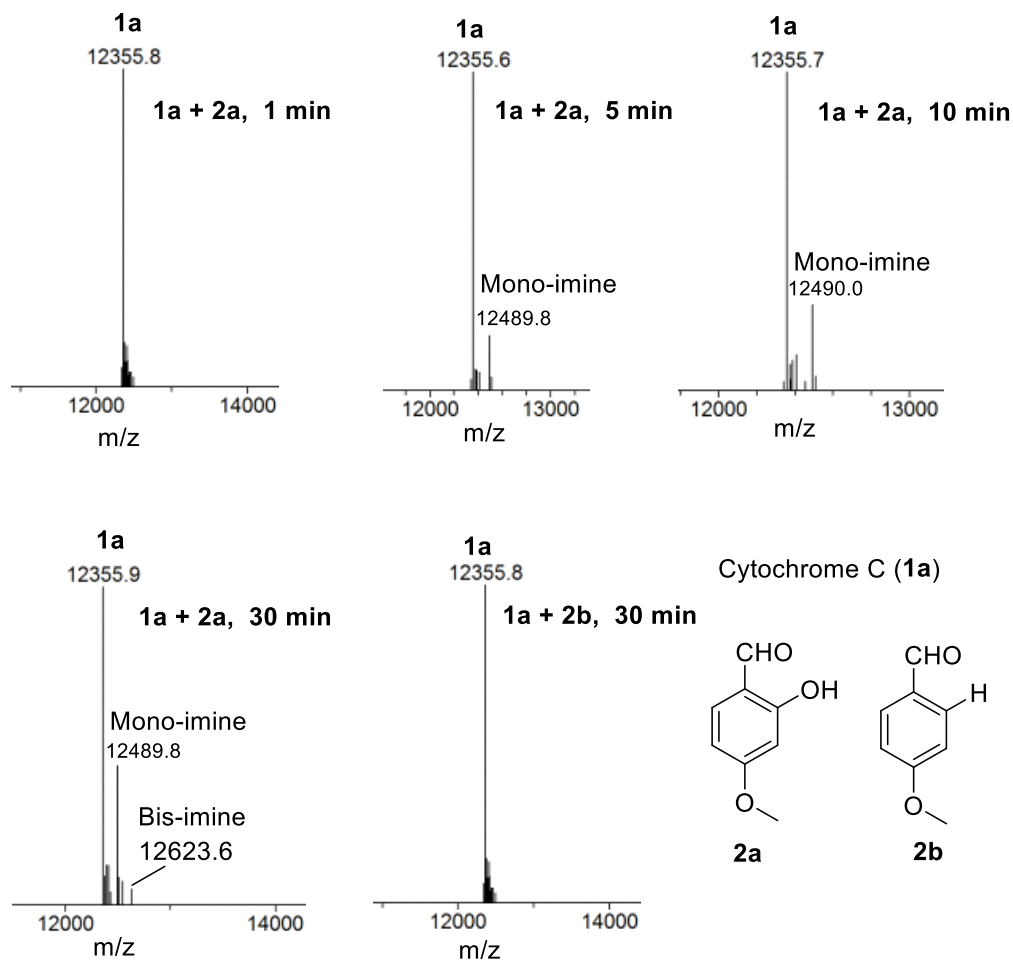 1a
12355.8
1a + 2a, 1 min
12000
14000
m/z
1a
12355.6
1a + 2a, 5 min
Mono-imine
12489.8
12000
13000
m/z
1a
12355.7
1a + 2a, 10 min
Mono-imine
12490.0
12000
13000
m/z
1a
12355.9
1a + 2a, 30 min
Mono-imine
12489.8
Bis-imine
12623.6
12000
14000
m/z
1a
12355.8
1a + 2b, 30 min
12000
14000
m/z
Cytochrome C (1a)
CHO
OH
O
2a
CHO
H
O
2b